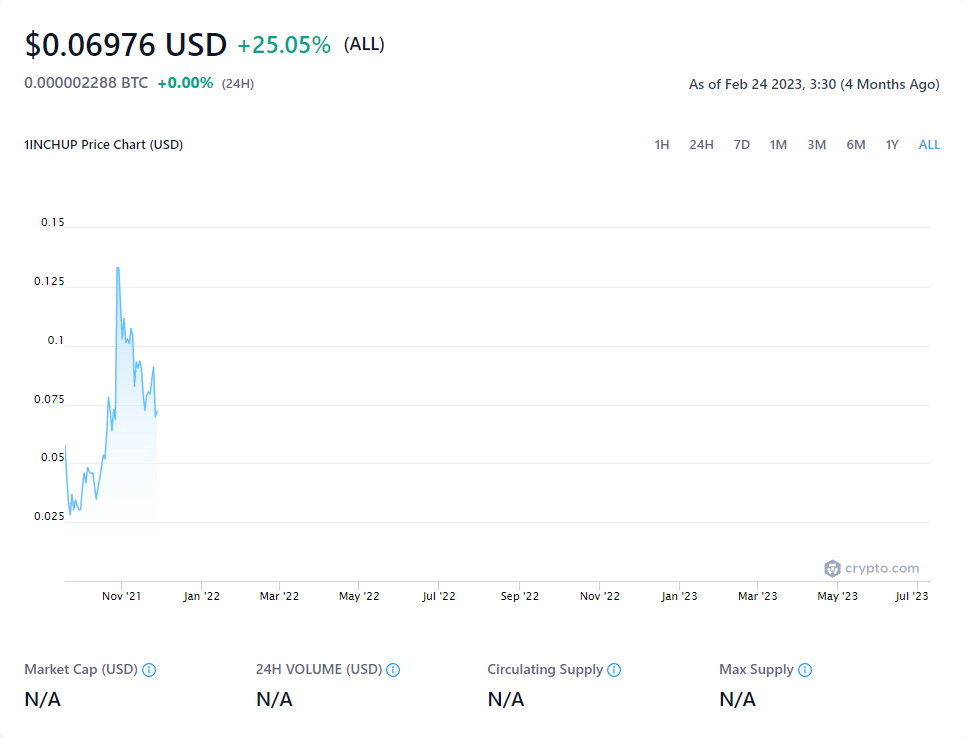 $0.06976 USD +25.05% (ALL)
0.000002288 BTC +0.00% (24H)
As of Feb 24 2023, 3:30 (4 Months Ago)
1INCHUP Price Chart (USD)
1H 24H 7D 1M 3M 6M 1Y ALL
0.15
0.125
0.1
0.075
0.05
0.025
crypto.com
Nov '21 Jan '22 Mar '22 May '22 Jul '22 Sep '22 Nov '22 Jan '23 Mar '23 May '23 Jul '23
Market Cap (USD) 24H VOLUME (USD) Circulating Supply Max Supply
N/A N/A N/A N/A